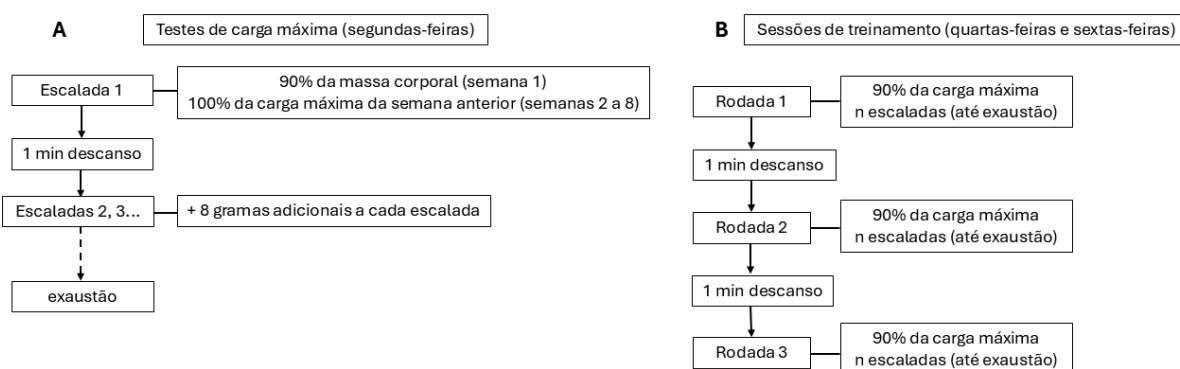 A
Testes de carga máxima (segundas-feiras)
Escalada 1
90% da massa corporal (semana 1)
100% da carga máxima da semana anterior (semanas 2 a 8)
1 min descanso
Escaladas 2, 3...
+ 8 gramas adicionais a cada escalada
exaustão
B
Sessões de treinamento (quartas-feiras e sextas-feiras)
Rodada 1
90% da carga máxima
n escaladas (até exaustão)
1 min descanso
Rodada 2
90% da carga máxima
n escaladas (até exaustão)
1 min descanso
Rodada 3
90% da carga máxima
n escaladas (até exaustão)